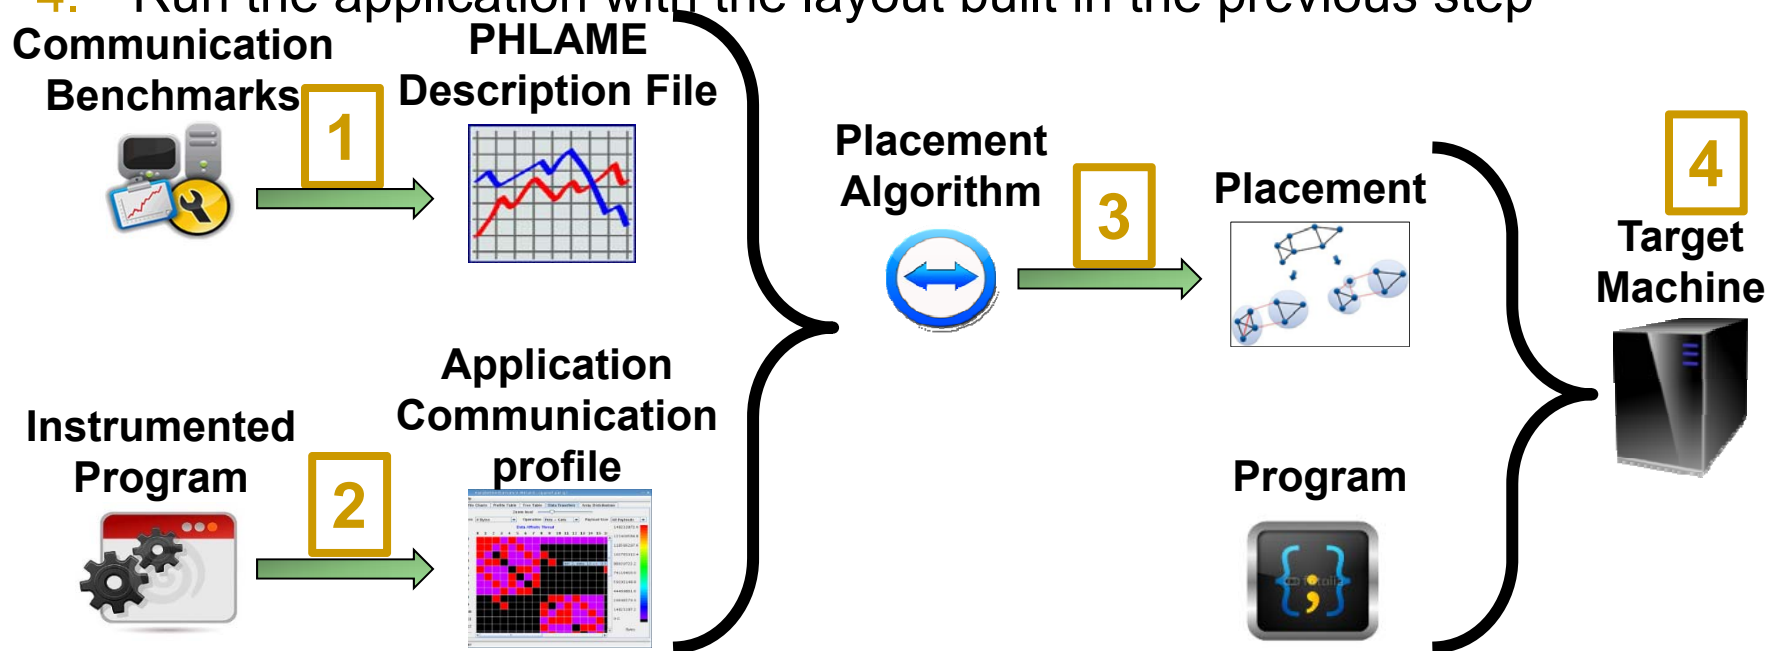 4. Run the application with the layout built in the previous step
Communication
Benchmarks
1
PHLAME
Description File
Placement
Algorithm
3
Placement
4
Target
Machine
Instrumented
Program
2
Application
Communication
profile
Program